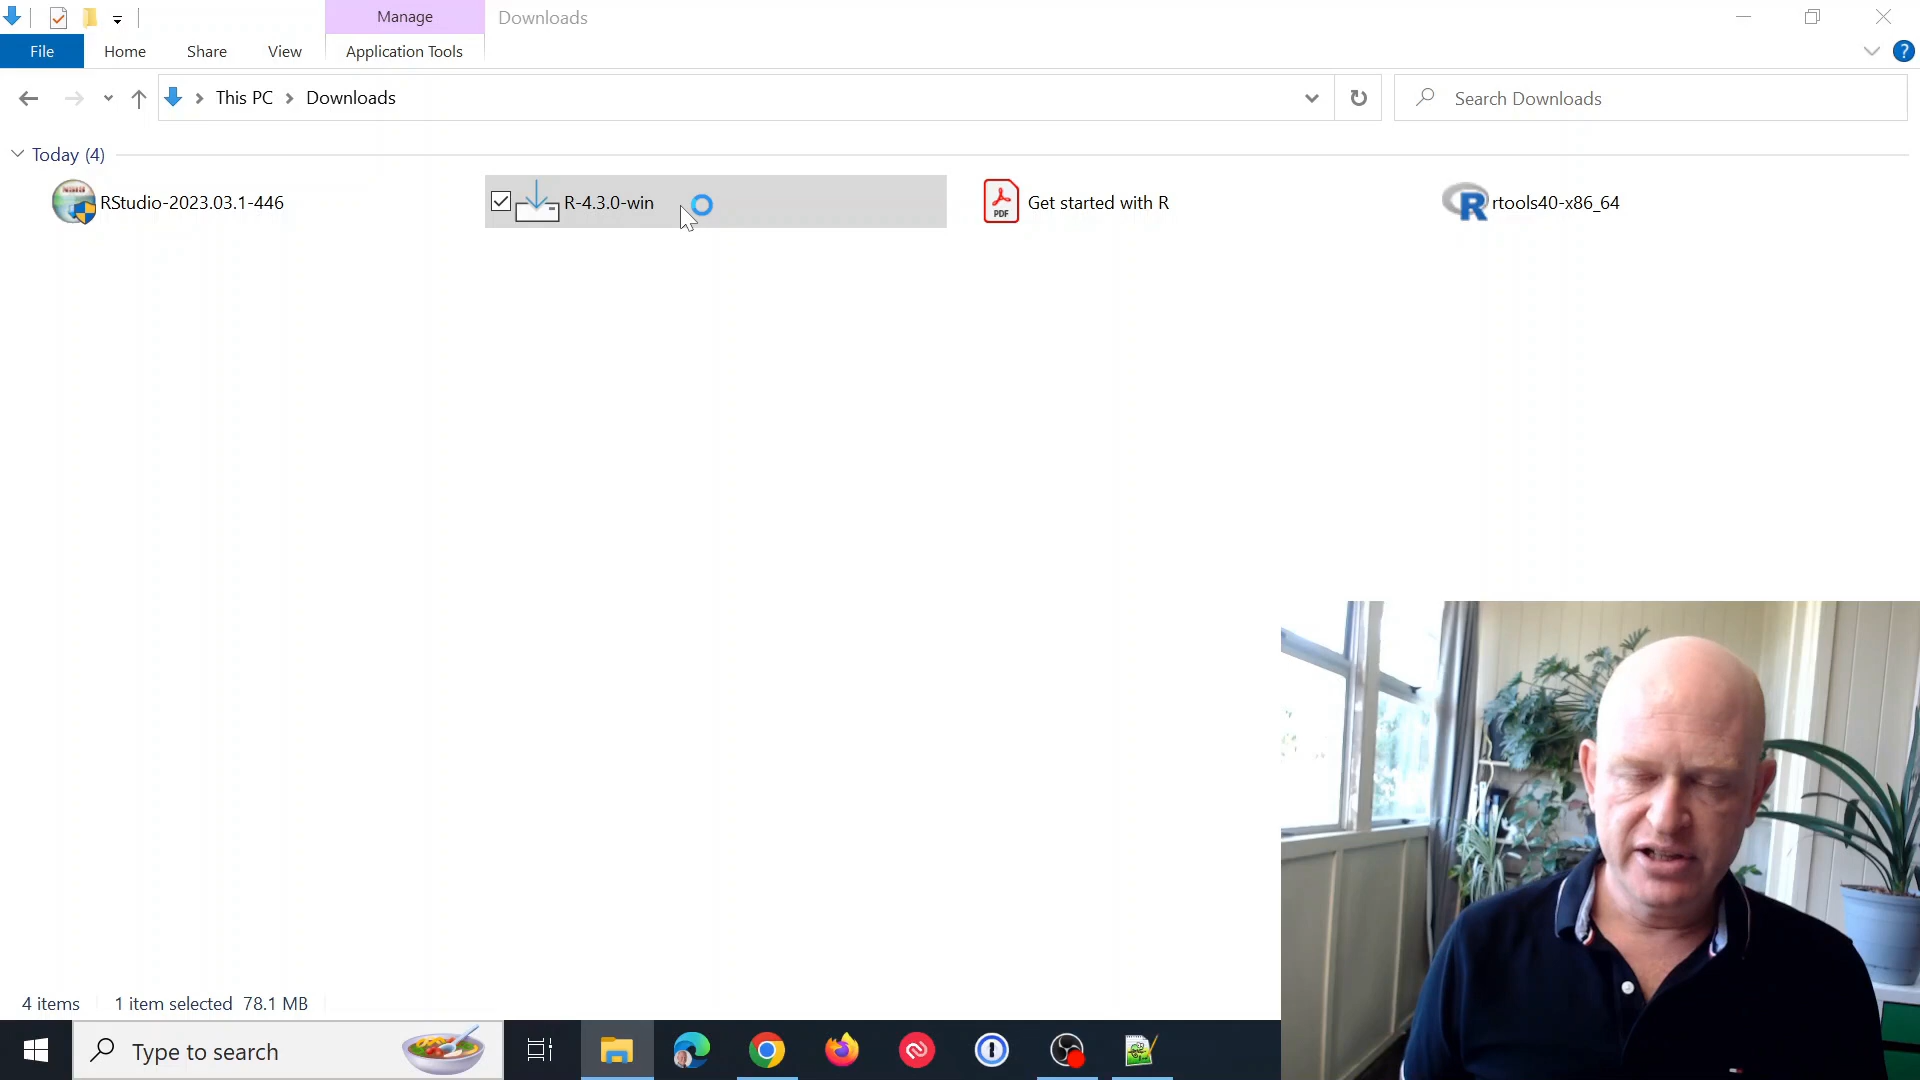 Manage
Downloads
File
Home
Share
View
Application Tools
This PC
Downloads
Search Downloads
Today (4)
RStudio-2023.03.1-446
R-4.3.0-win
PDF
Get started with R
R
rtools40-x86_64
4 items
1 item selected
78.1 MB
Type to search